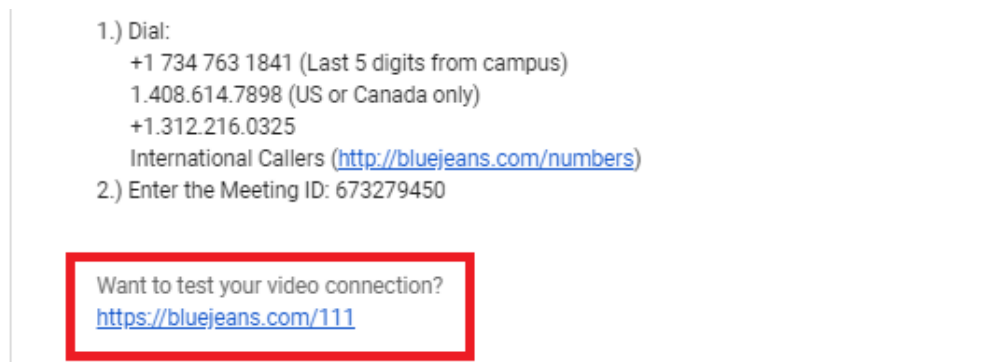 1.) Dial:
+1 734 763 1841 (Last 5 digits from campus)
1.408.614.7898 (US or Canada only)
+1.312.216.0325
International Callers (http://bluejeans.com/numbers)
2.) Enter the Meeting ID: 673279450
Want to test your video connection?
https://bluejeans.com/111